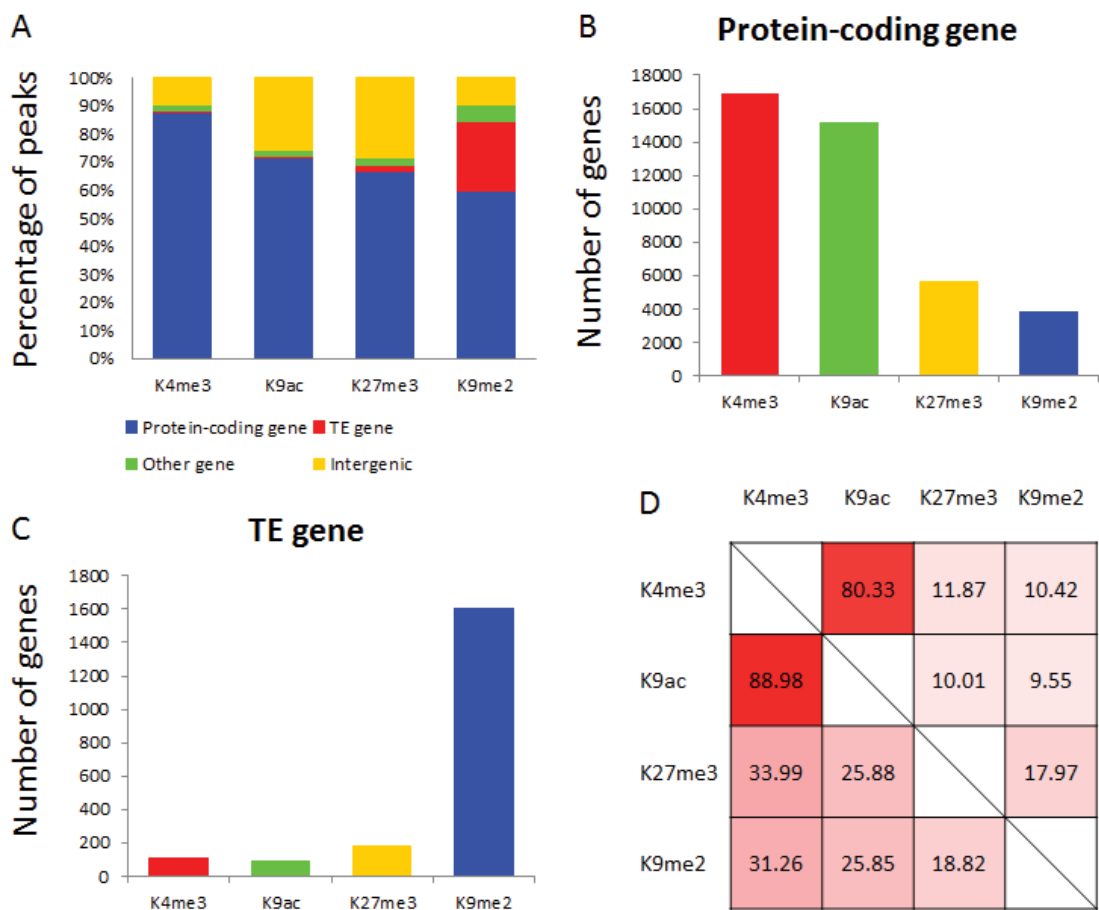 A
Percentage of peaks
100%
90%
80%
70%
60%
50%
40%
30%
20%
10%
0%
K4me3 K9ac K27me3 K9me2
Protein-coding gene TE gene
Other gene Intergenic
B
Protein-coding gene
Number of genes
18000
16000
14000
12000
10000
8000
6000
4000
2000
0
K4me3 K9ac K27me3 K9me2
C
TE gene
Number of genes
1800
1600
1400
1200
1000
800
600
400
200
0
K4me3 K9ac K27me3 K9me2
D
K4me3 K9ac K27me3 K9me2
K4me3 80.33 11.87 10.42
K9ac 88.98 10.01 9.55
K27me3 33.99 25.88 17.97
K9me2 31.26 25.85 18.82